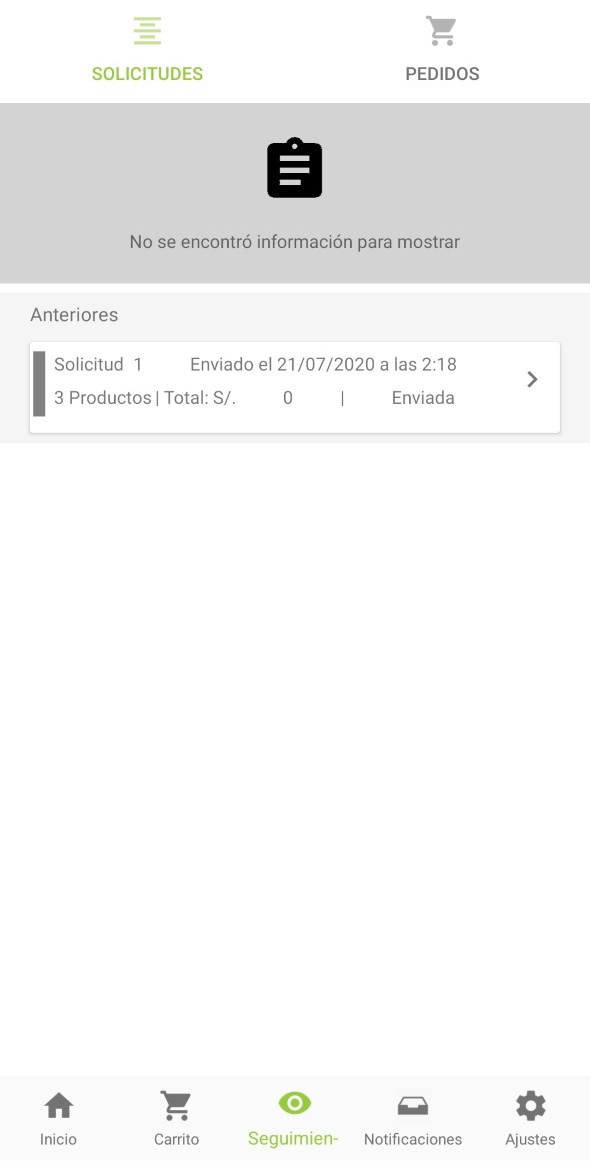 SOLICITUDES PEDIDOS
No se encontró información para mostrar
Anteriores
Solicitud 1 Enviado el 21/07/2020 a las 2:18
3 Productos | Total: S/. 0 | Enviada
Inicio Carrito Seguimien- Notificaciones Ajustes